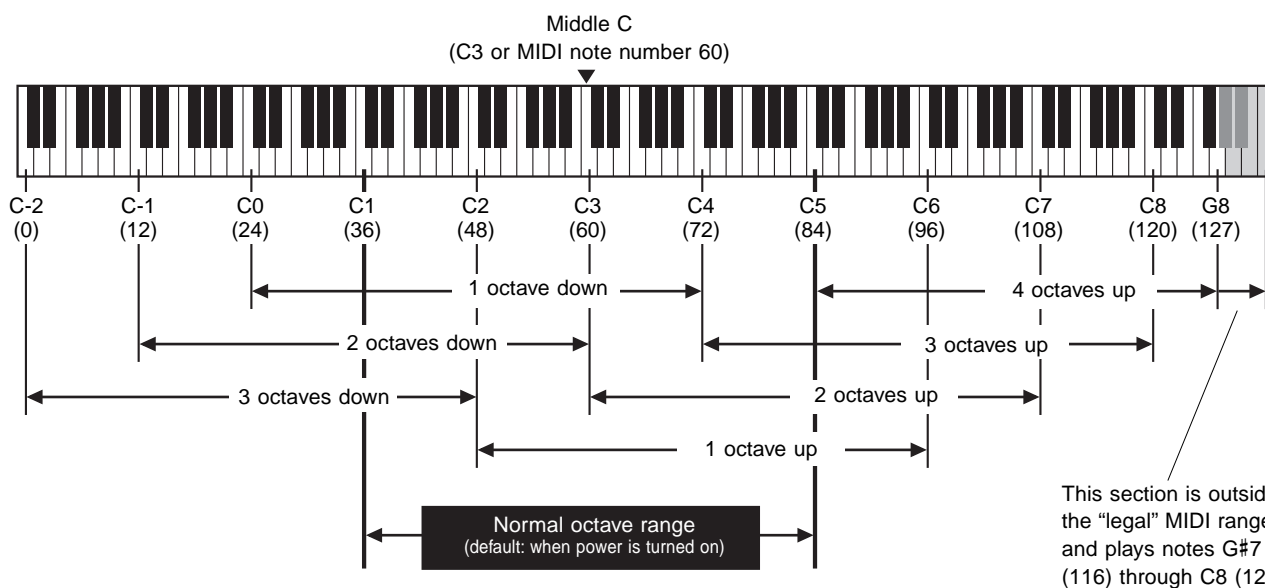 Middle C
(C3 or MIDI note number 60)
C-2 C-1 C0 C1 C2 C3 C4 C5 C6 C7 C8 G8
(0) (12) (24) (36) (48) (60) (72) (84) (96) (108) (120) (127)
1 octave down
4 octaves up
2 octaves down
3 octaves up
3 octaves down
2 octaves up
1 octave up
Normal octave range
(default: when power is turned on)
This section is outsid
the “legal” MIDI range
and plays notes G#7
(116) through C8 (12